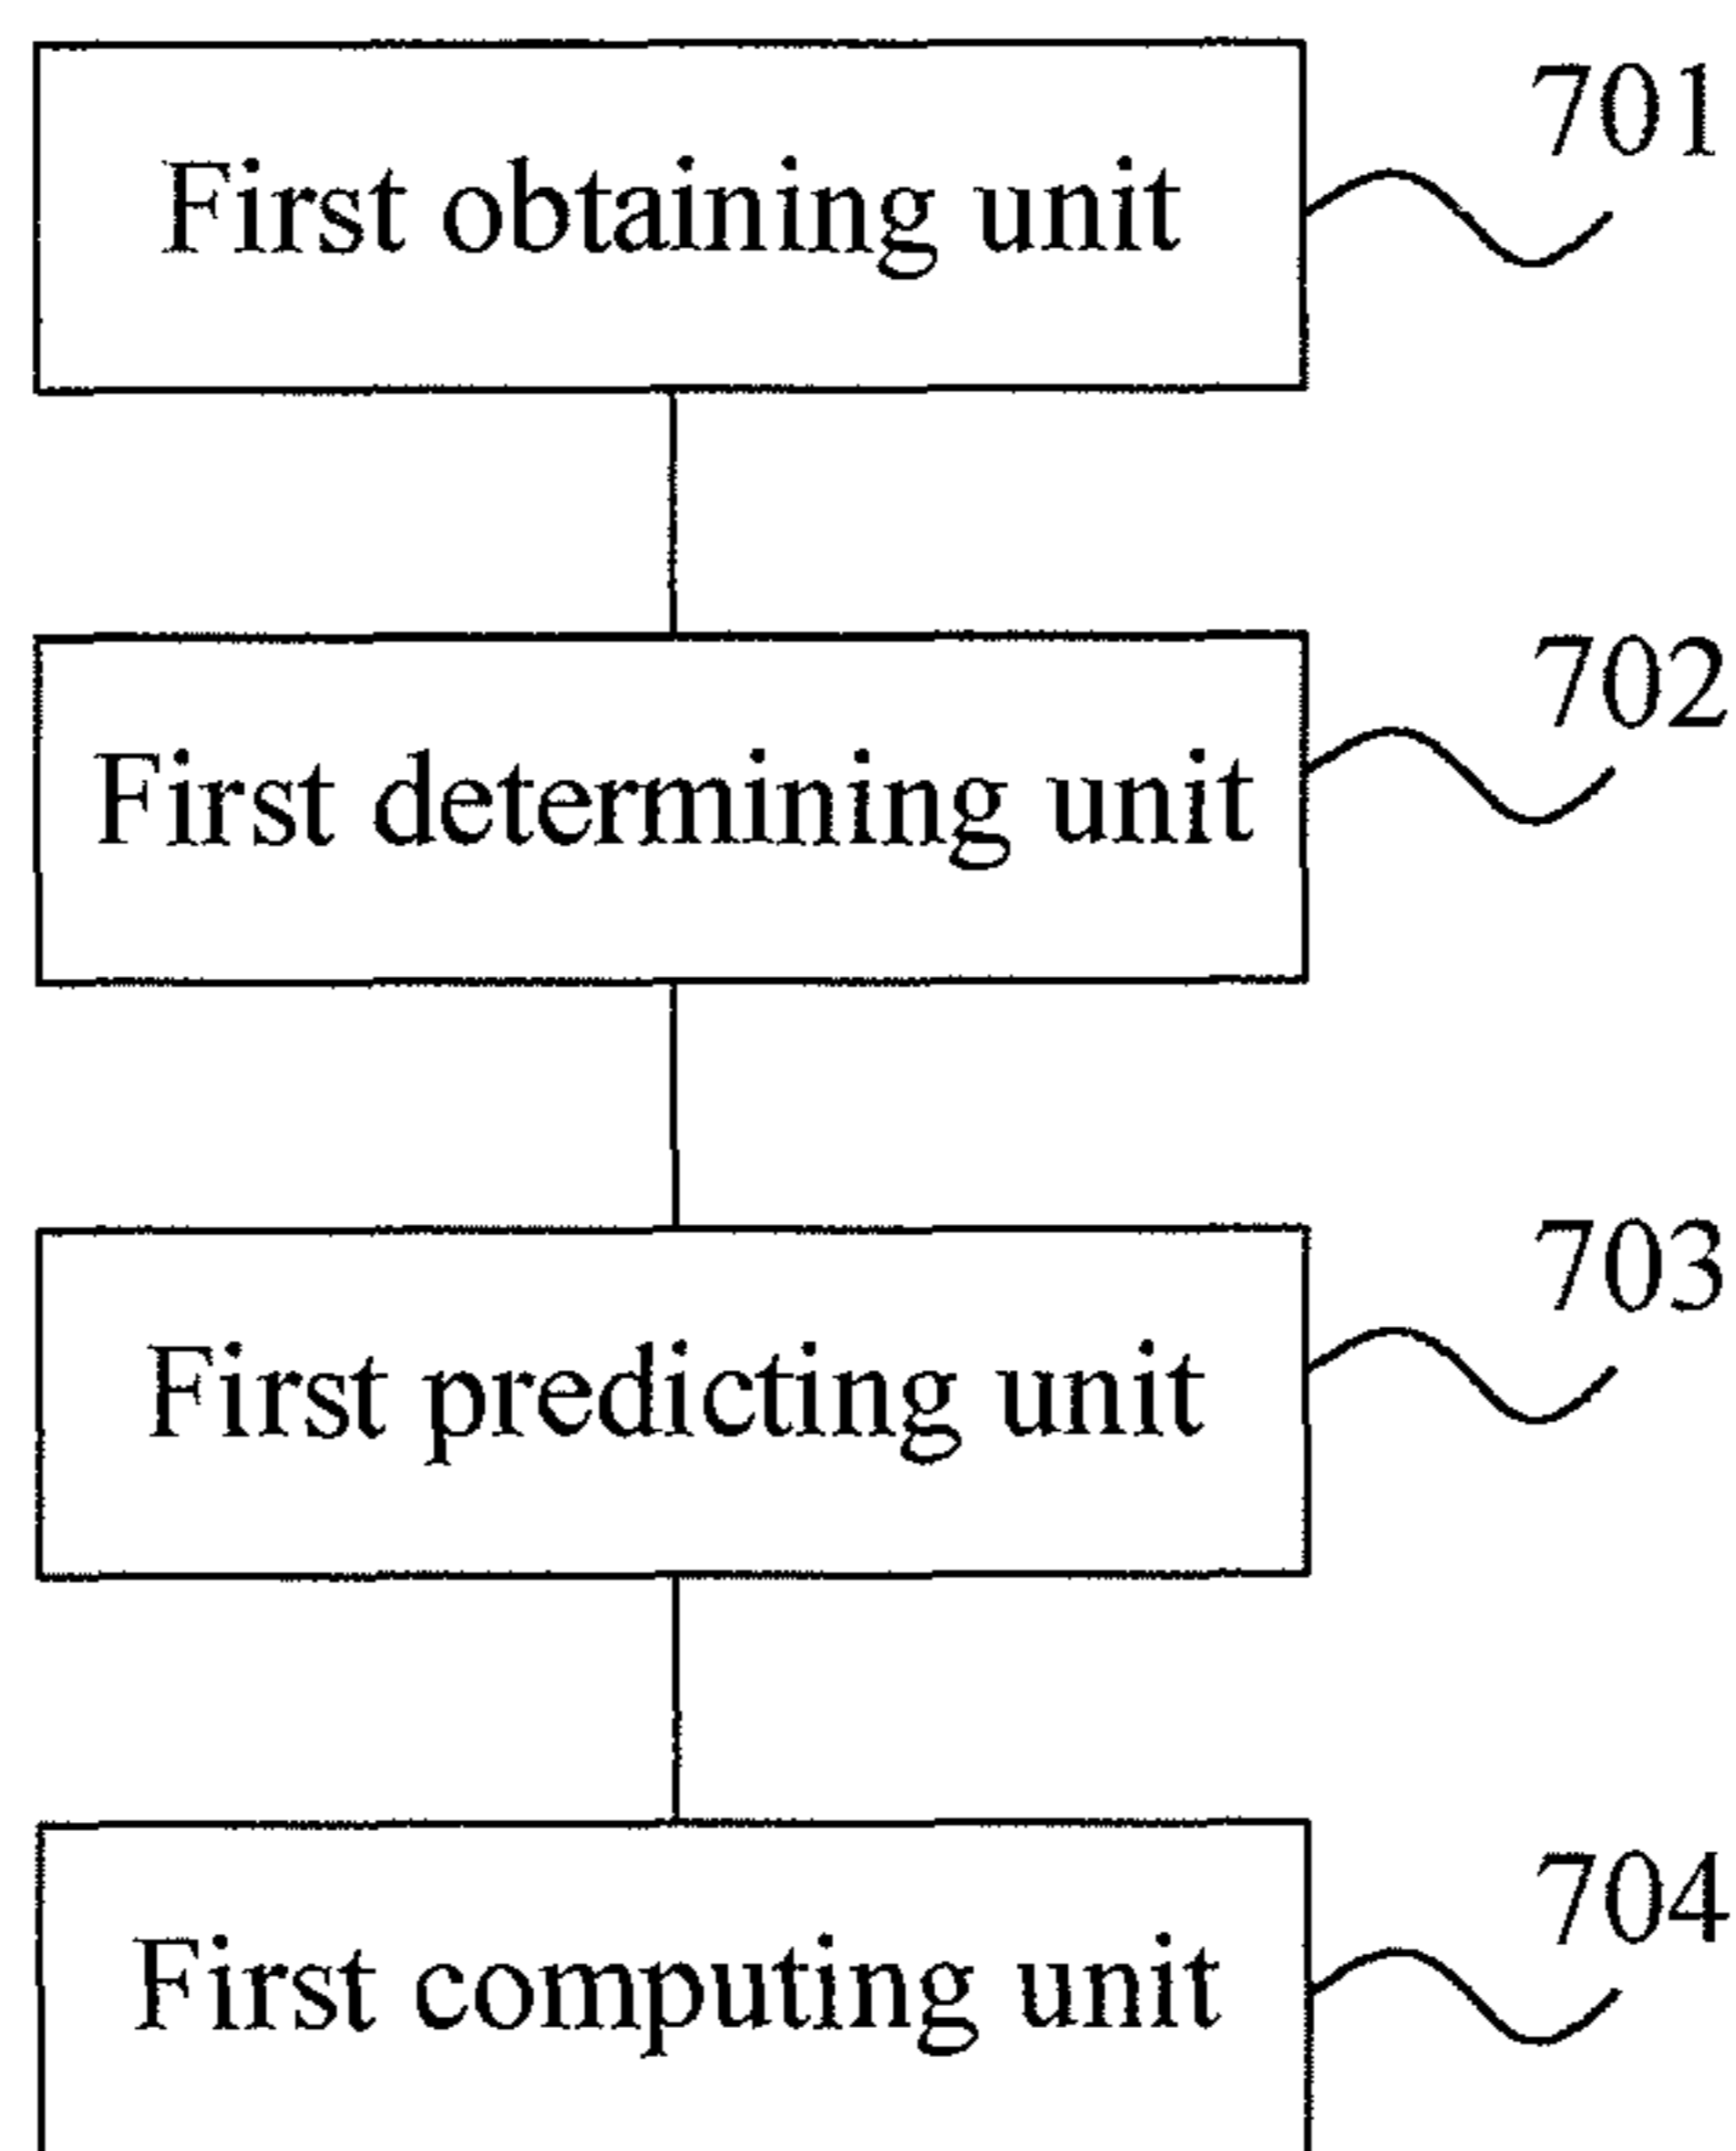 701
First obtaining unit
702
First determining unit
703
First predicting unit
704
First computing unit